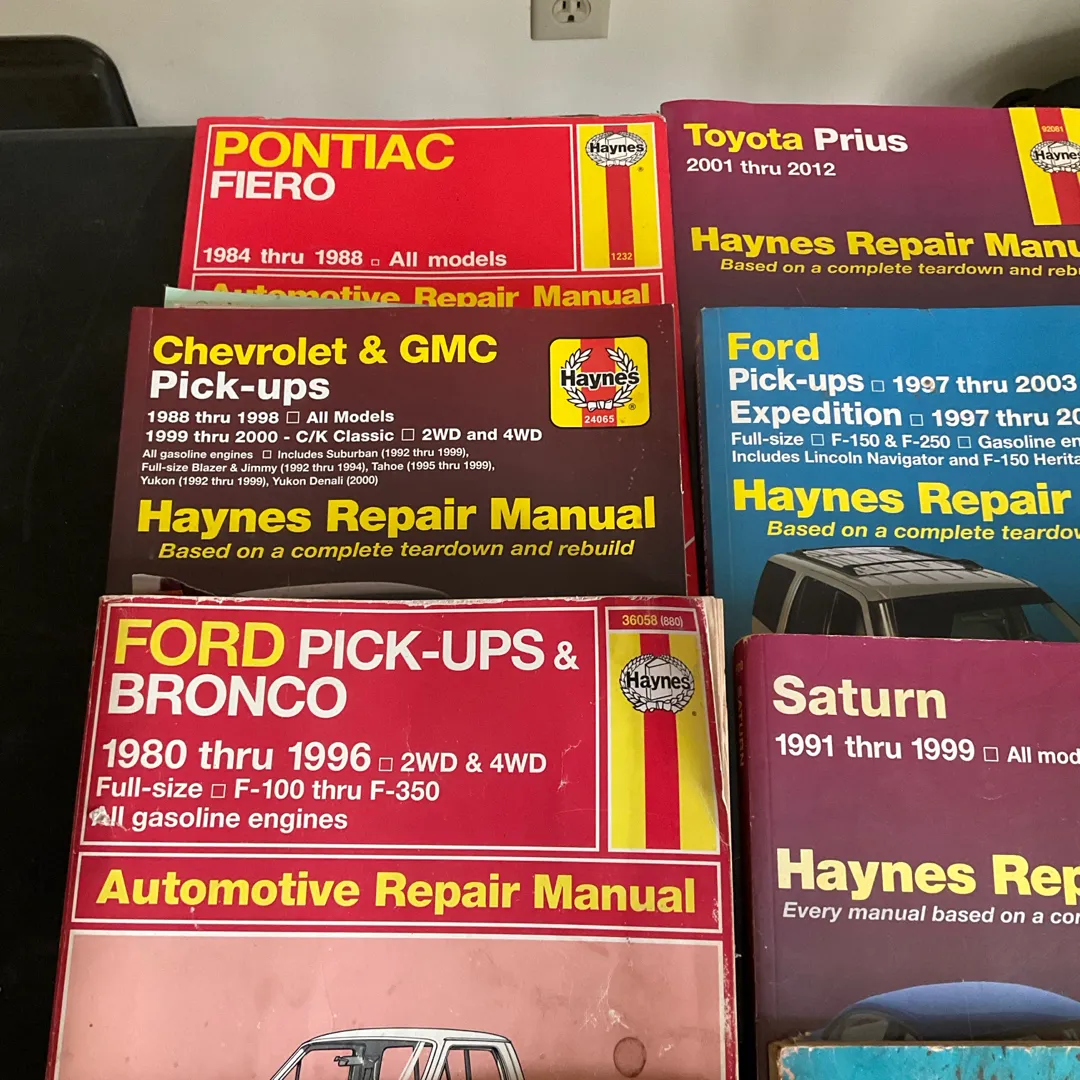 PONTIAC
FIERO
1984 thru 1988 □ All models
Haynes
®
1232
Automotive Repair Manual
Toyota Prius
2001 thru 2012
92081
Haynes
Haynes Repair Manu
Based on a complete teardown and rebu
Chevrolet & GMC
Pick-ups
1988 thru 1998 □ All Models
1999 thru 2000 - C/K Classic □ 2WD and 4WD
All gasoline engines □ Includes Suburban (1992 thru 1999),
Full-size Blazer & Jimmy (1992 thru 1994), Tahoe (1995 thru 1999),
Yukon (1992 thru 1999), Yukon Denali (2000)
Haynes
®
24065
Haynes Repair Manual
Based on a complete teardown and rebuild
Ford
Pick-ups □ 1997 thru 2003
Expedition □ 1997 thru 20
Full-size □ F-150 & F-250 □ Gasoline en
Includes Lincoln Navigator and F-150 Herita
Haynes Repair
Based on a complete teardow
FORD PICK-UPS &
BRONCO
1980 thru 1996 □ 2WD & 4WD
Full-size □ F-100 thru F-350
All gasoline engines
36058 (880)
Haynes
®
Automotive Repair Manual
Saturn
1991 thru 1999 □ All mod
Haynes Rep
Every manual based on a co